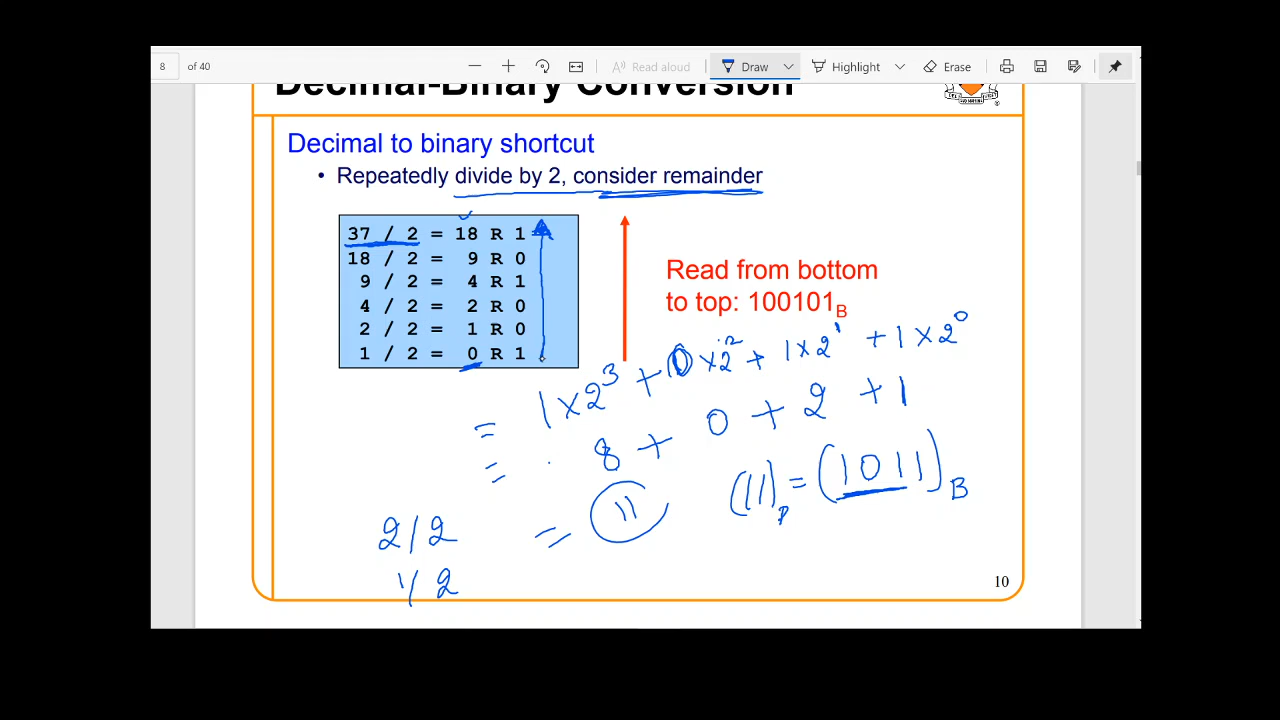 8 of 40 Read aloud Draw Highlight Erase
Decimal-Binary Conversion
Decimal to binary shortcut
• Repeatedly divide by 2, consider remainder
37 / 2 = 18 R 1
18 / 2 = 9 R 0
9 / 2 = 4 R 1
4 / 2 = 2 R 0
2 / 2 = 1 R 0
1 / 2 = 0 R 1
Read from bottom
to top: 100101B
= 1 × 2³ + 0 × 2² + 1 × 2¹ + 1 × 2⁰
= 8 + 0 + 2 + 1
= 11
(11) = (1011)B
2/2
1/2
10